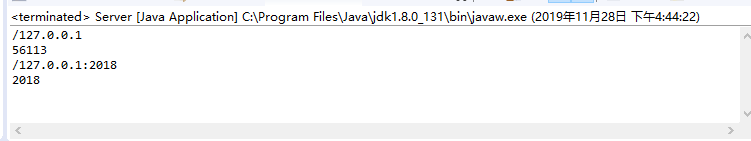 <terminated> Server [Java Application] C:\Program Files\Java\jdk1.8.0_131\bin\javaw.exe (2019年11月28日 下午4:44:22)
/127.0.0.1
56113
/127.0.0.1:2018
2018